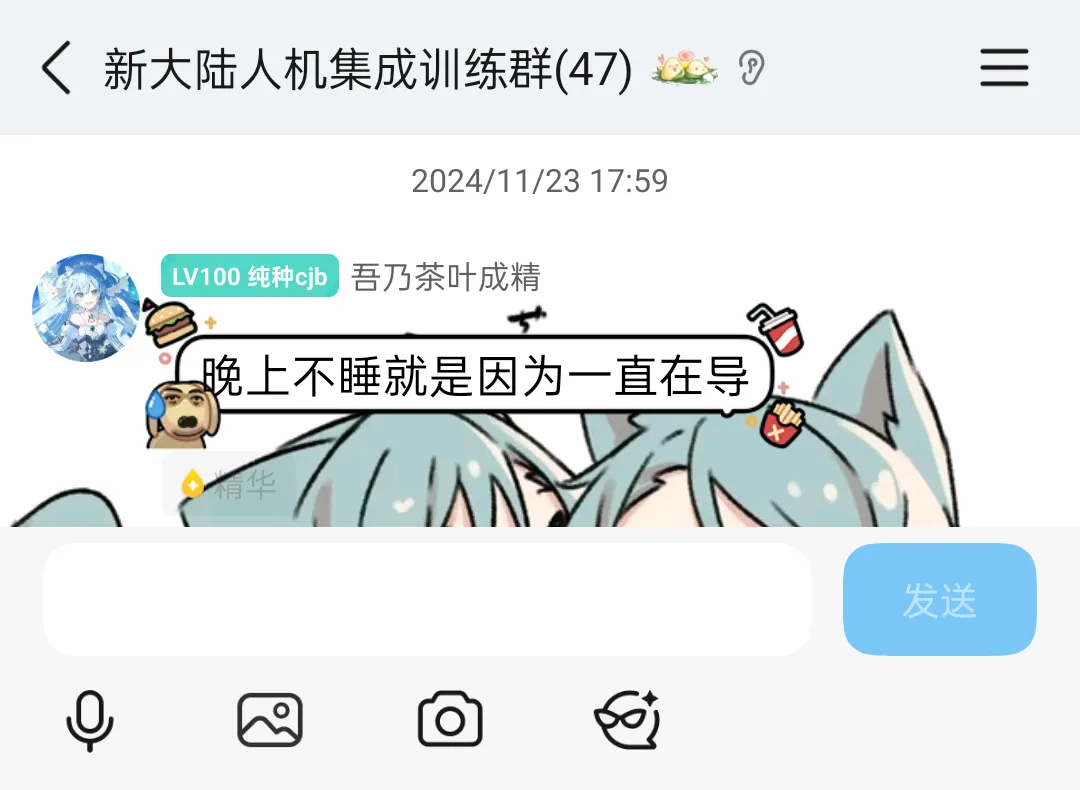 新大陆人机集成训练群(47)
2024/11/23 17:59
LV100 纯种cjb 吾乃茶叶成精
晚上不睡就是因为一直在导
精华
发送